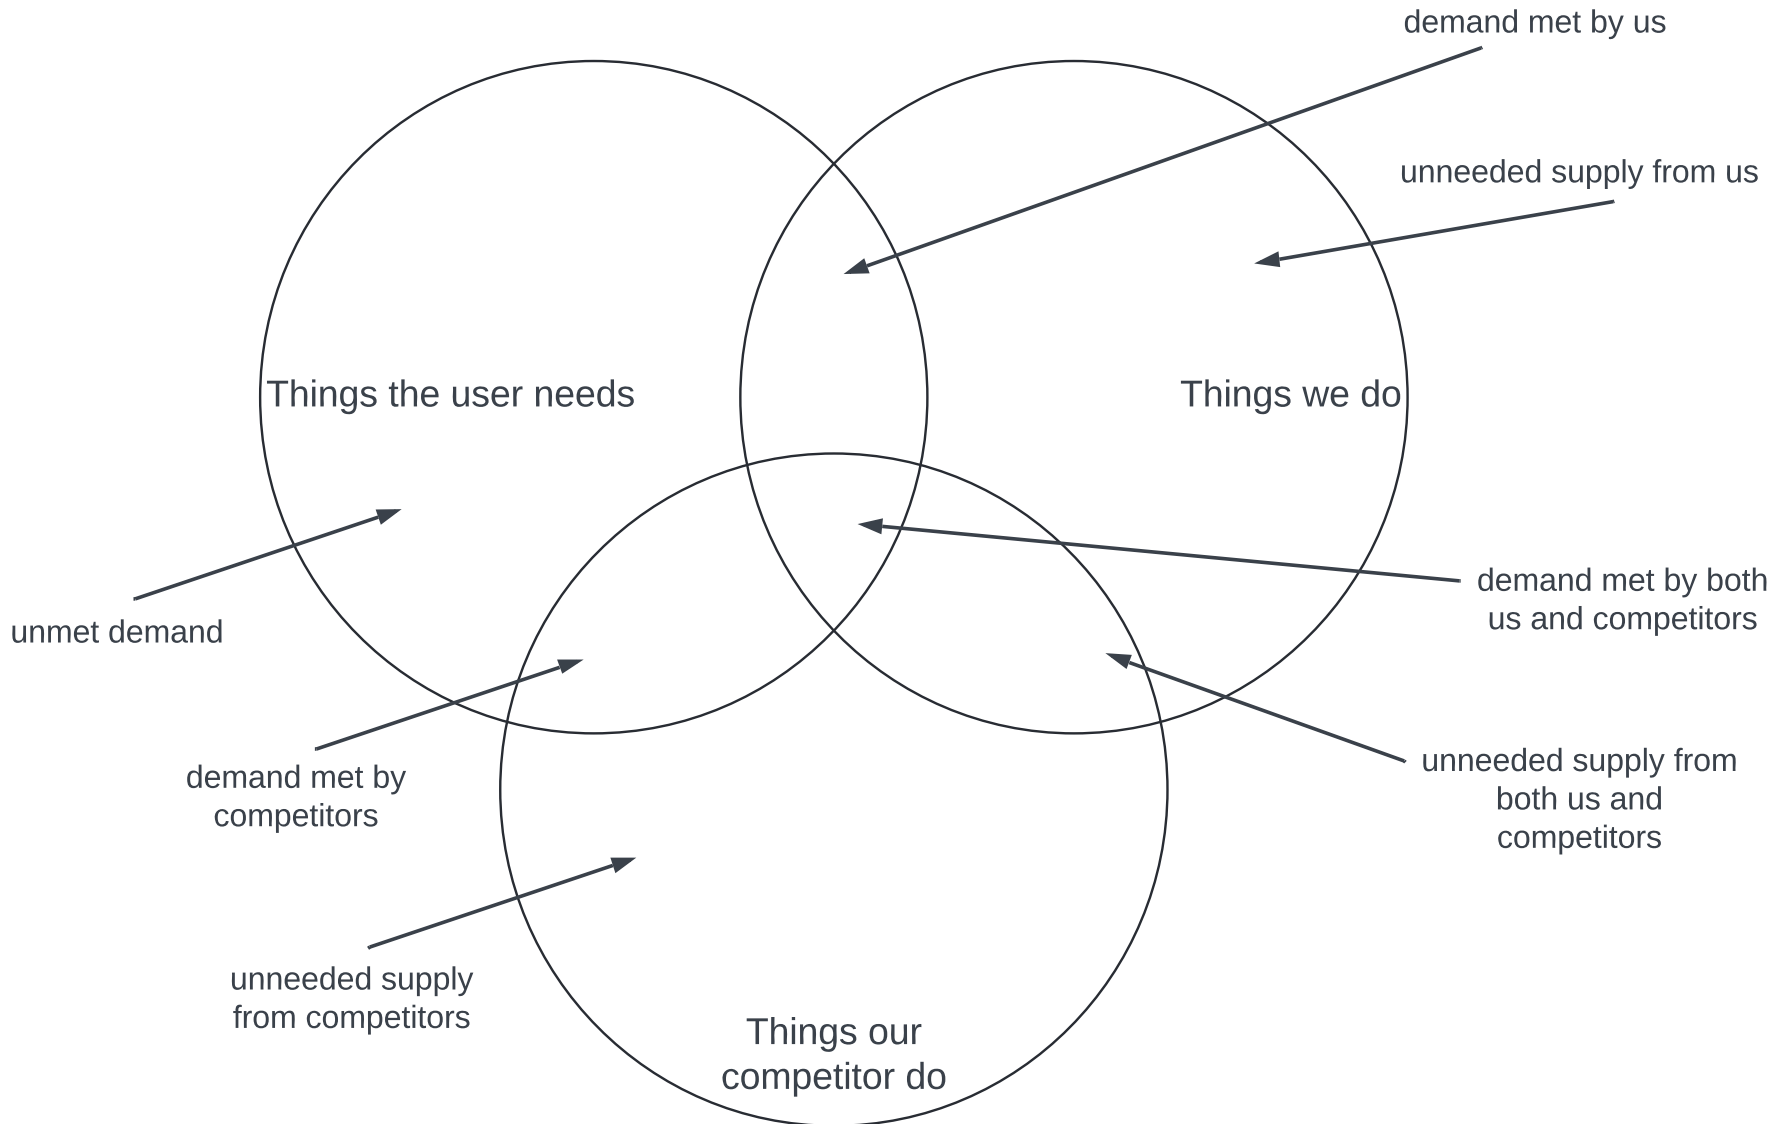 demand met by us
unneeded supply from us
Things the user needs
Things we do
demand met by both
us and competitors
unmet demand
unneeded supply from
both us and
competitors
demand met by
competitors
unneeded supply
from competitors
Things our
competitor do